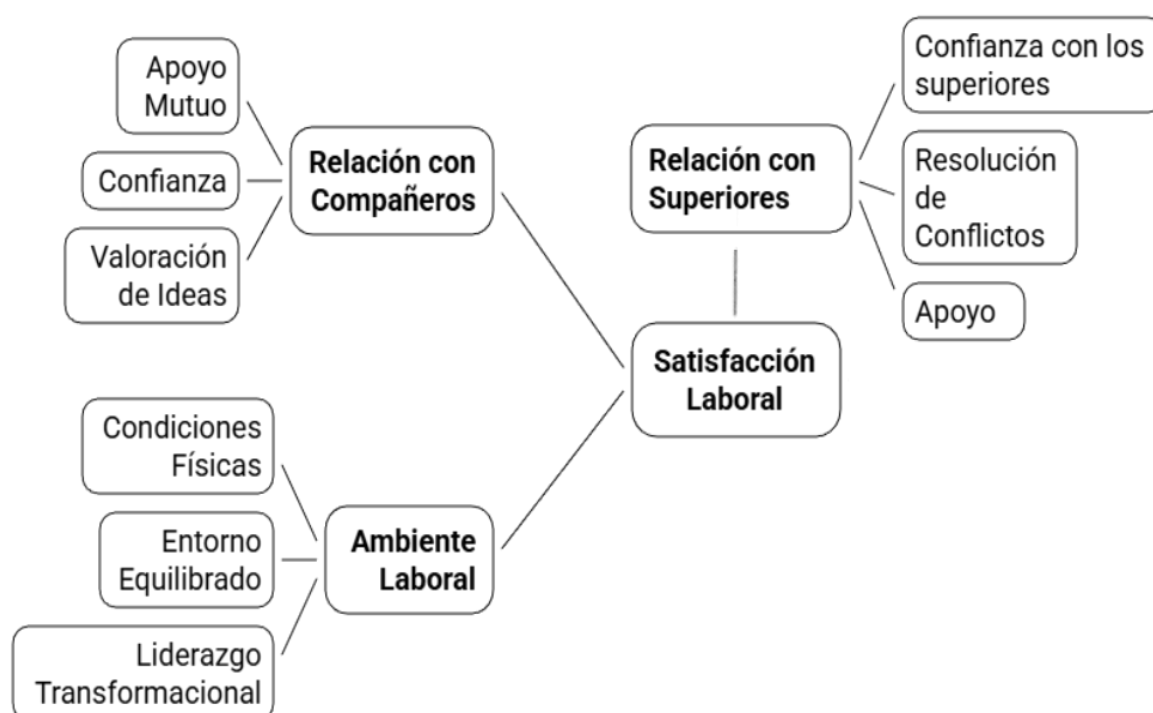 Apoyo
Mutuo
Confianza
Valoración
de Ideas
Relación con
Compañeros
Relación con
Superiores
Confianza con los
superiores
Resolución
de
Conflictos
Apoyo
Satisfacción
Laboral
Condiciones
Físicas
Entorno
Equilibrado
Liderazgo
Transformacional
Ambiente
Laboral